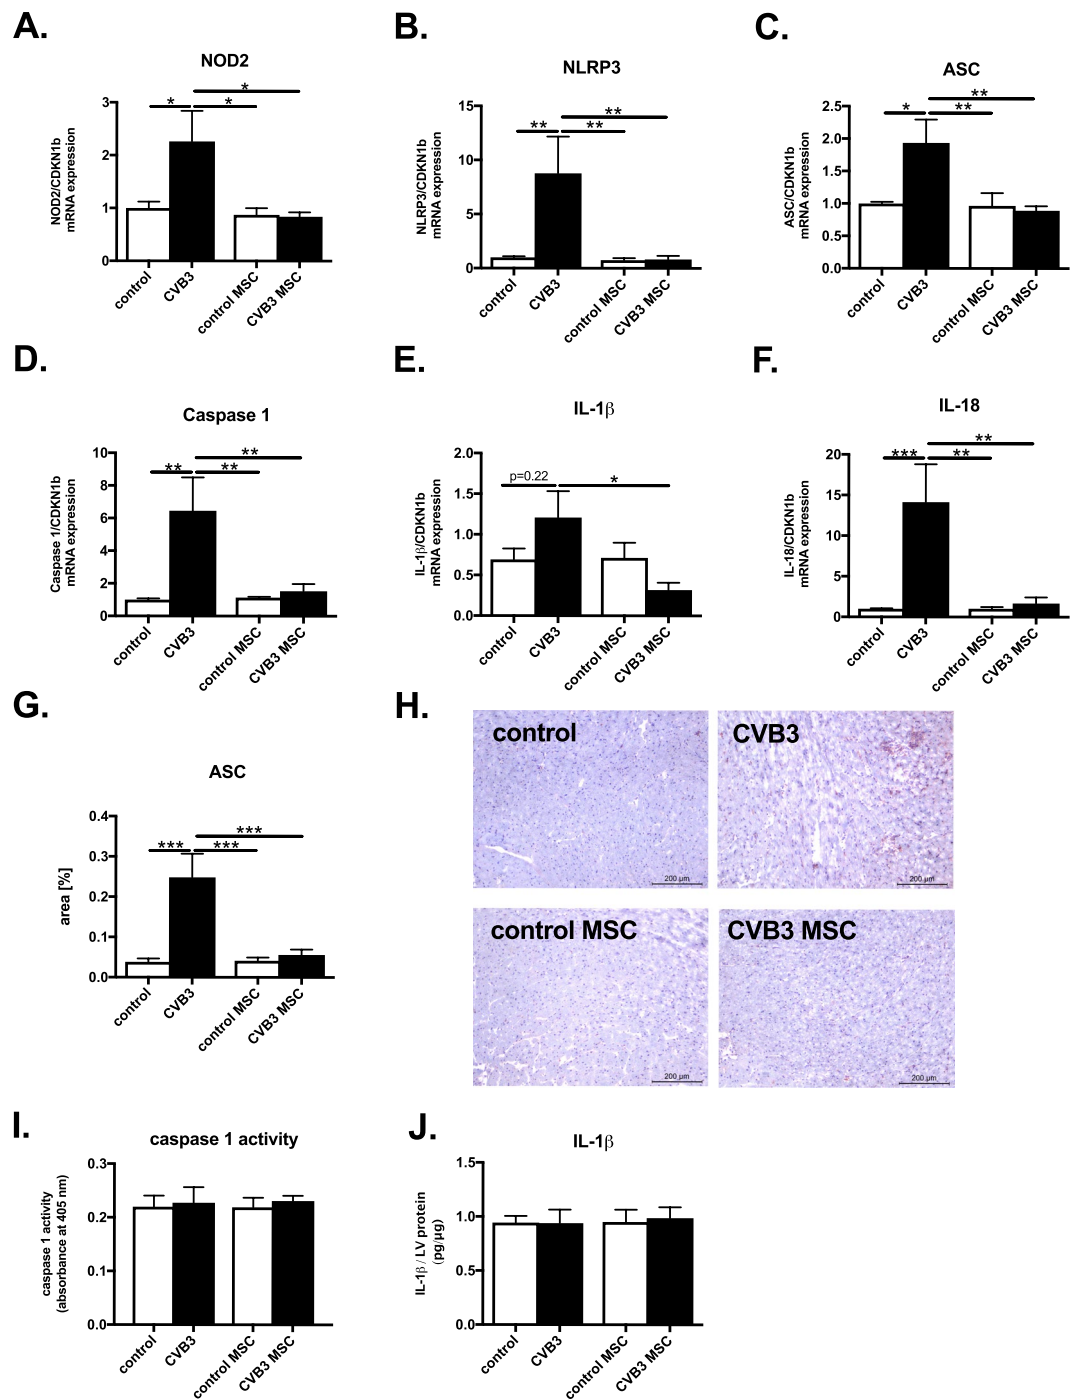 A.
NOD2
NOD2/CDKN1b
mRNA expression
3
2
1
0
*
*
*
control
CVB3
control MSC
CVB3 MSC
B.
NLRP3
NLRP3/CDKN1b
mRNA expression
15
10
5
0
**
**
**
control
CVB3
control MSC
CVB3 MSC
C.
ASC
ASC/CDKN1b
mRNA expression
2.5
2.0
1.5
1.0
0.5
0.0
*
**
**
control
CVB3
control MSC
CVB3 MSC
D.
Caspase 1
Caspase 1/CDKN1b
mRNA expression
10
8
6
4
2
0
**
**
**
control
CVB3
control MSC
CVB3 MSC
E.
IL-1β
IL-1β/CDKN1b
mRNA expression
2.0
1.5
1.0
0.5
0.0
p=0.22
*
control
CVB3
control MSC
CVB3 MSC
F.
IL-18
IL-18/CDKN1b
mRNA expression
20
15
10
5
0
**
***
**
control
CVB3
control MSC
CVB3 MSC
G.
ASC
area [%]
0.4
0.3
0.2
0.1
0.0
***
***
***
control
CVB3
control MSC
CVB3 MSC
H.
control
200 µm
CVB3
200 µm
control MSC
200 µm
CVB3 MSC
200 µm
I.
caspase 1 activity
caspase 1 activity
(absorbance at 405 nm)
0.3
0.2
0.1
0.0
control
CVB3
control MSC
CVB3 MSC
J.
IL-1β
IL-1β / LV protein
(pg/µg)
1.5
1.0
0.5
0.0
control
CVB3
control MSC
CVB3 MSC